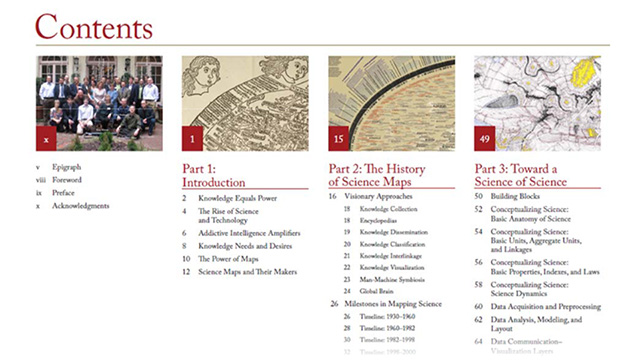 Contents
x
v Epigraph
viii Foreword
ix Preface
x Acknowledgments
1
Part 1:
Introduction
2 Knowledge Equals Power
4 The Rise of Science
and Technology
6 Addictive Intelligence Amplifiers
8 Knowledge Needs and Desires
10 The Power of Maps
12 Science Maps and Their Makers
15
Part 2: The History
of Science Maps
16 Visionary Approaches
18 Knowledge Collection
18 Encyclopedias
19 Knowledge Dissemination
20 Knowledge Classification
21 Knowledge Interlinkage
22 Knowledge Visualization
23 Man-Machine Symbiosis
24 Global Brain
26 Milestones in Mapping Science
26 Timeline: 1930–1960
28 Timeline: 1960–1982
30 Timeline: 1982–1998
32 Timeline: 1998–2000
49
Part 3: Toward a
Science of Science
50 Building Blocks
52 Conceptualizing Science:
Basic Anatomy of Science
54 Conceptualizing Science:
Basic Units, Aggregate Units,
and Linkages
56 Conceptualizing Science:
Basic Properties, Indexes, and Laws
58 Conceptualizing Science:
Science Dynamics
60 Data Acquisition and Preprocessing
62 Data Analysis, Modeling, and
Layout
64 Data Communication–
Visualization Layers